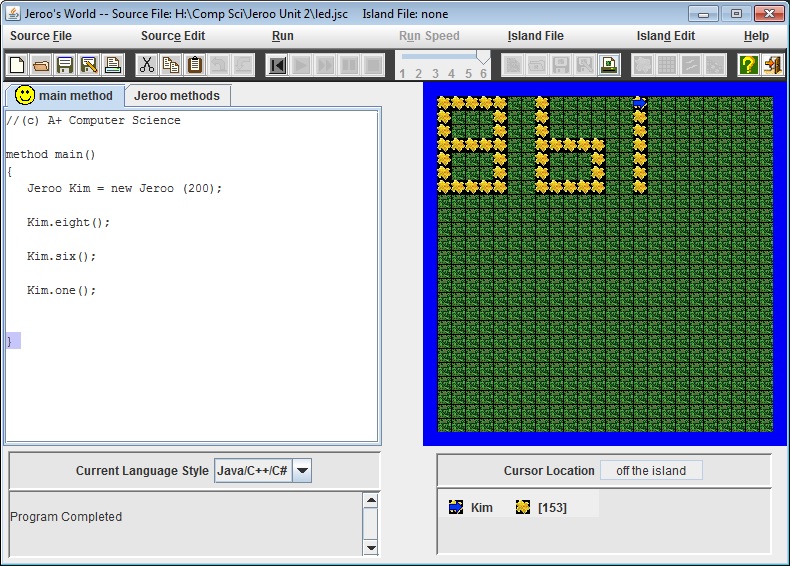 Jeroo's World -- Source File: H:\Comp Sci\Jeroo Unit 2\led.jsc    Island File: none
Source File Source Edit Run Run Speed Island File Island Edit Help
1 2 3 4 5 6
main method Jeroo methods
//(c) A+ Computer Science
method main()
{
Jeroo Kim = new Jeroo (200);
Kim.eight();
Kim.six();
Kim.one();
}
Current Language Style Java/C++/C#
Program Completed
Cursor Location off the island
Kim [153]